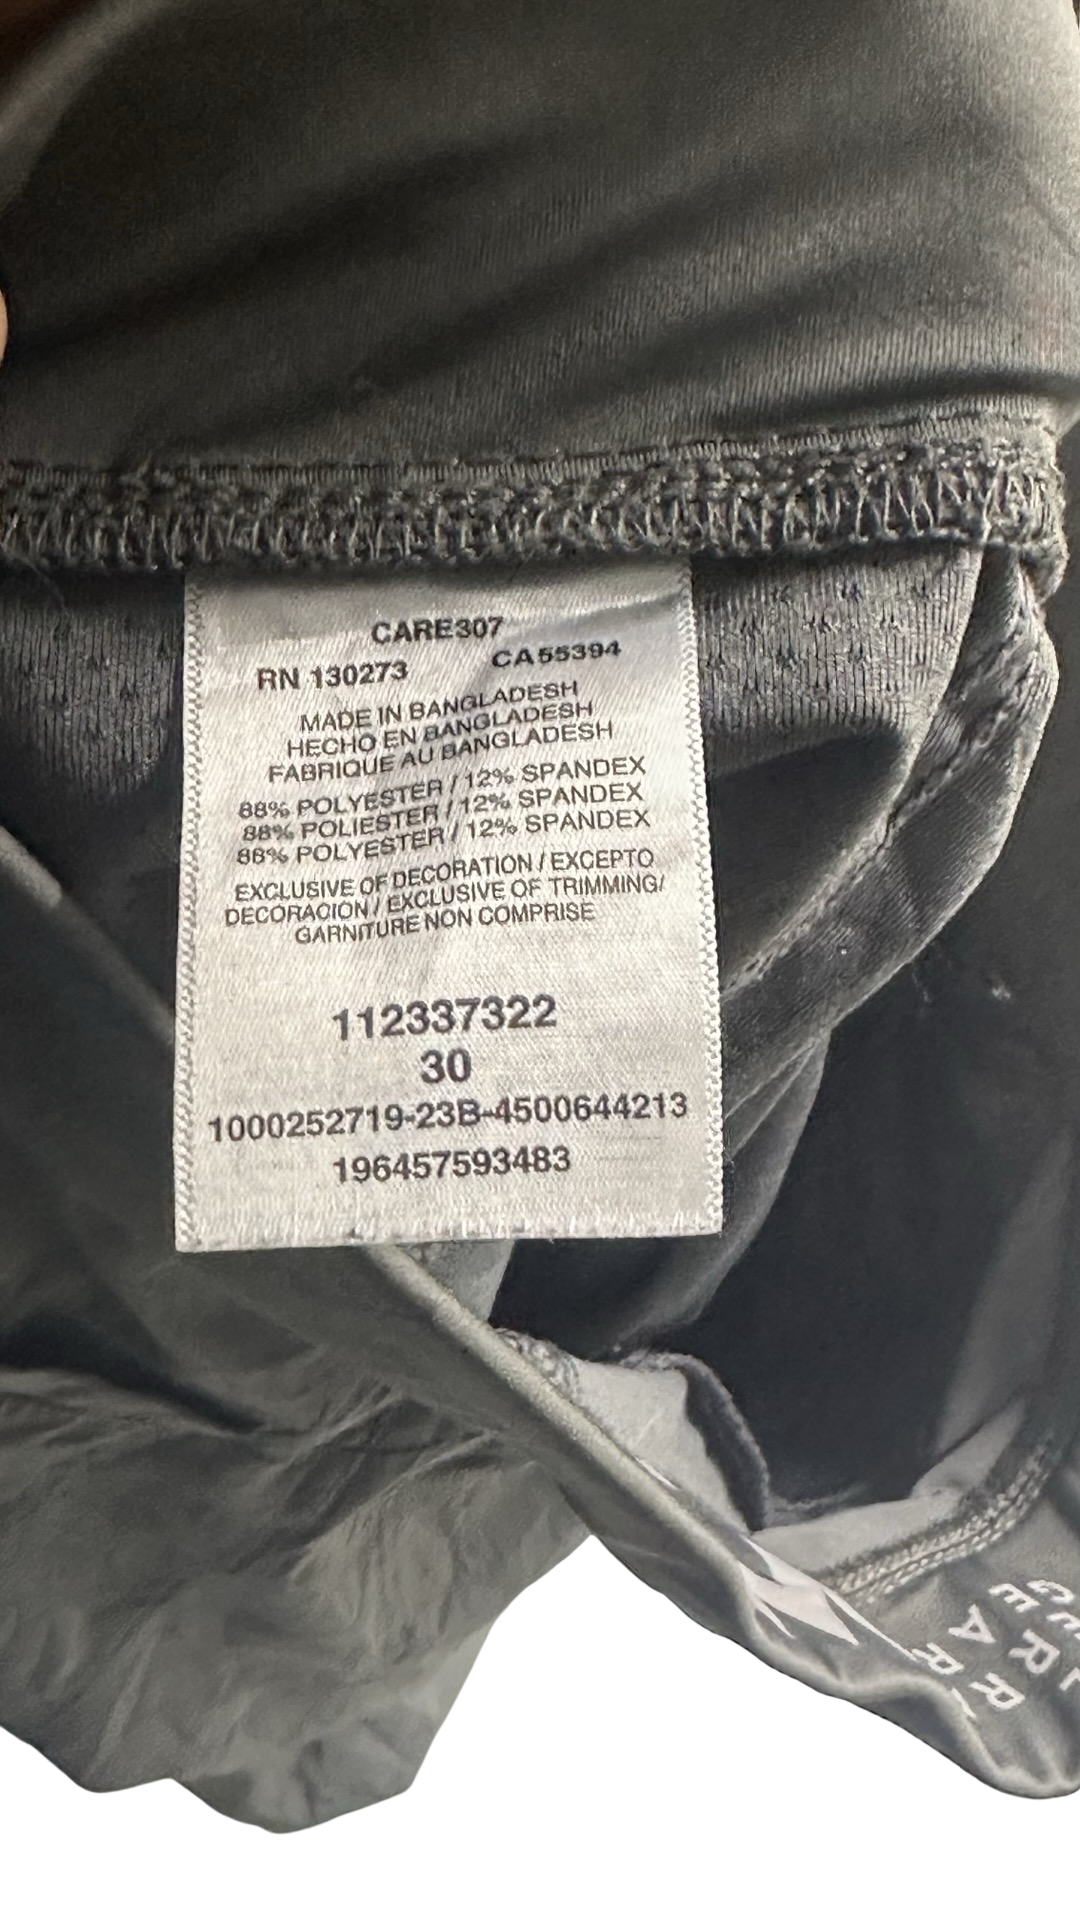 CARE307
RN 130273 CA55394
MADE IN BANGLADESH
HECHO EN BANGLADESH
FABRIQUE AU BANGLADESH
88% POLYESTER / 12% SPANDEX
88% POLIESTER / 12% SPANDEX
88% POLYESTER / 12% SPANDEX
EXCLUSIVE OF DECORATION / EXCEPTO
DECORACION / EXCLUSIVE OF TRIMMING/
GARNITURE NON COMPRISE
112337322
30
1000252719-23B-4500644213
196457593483